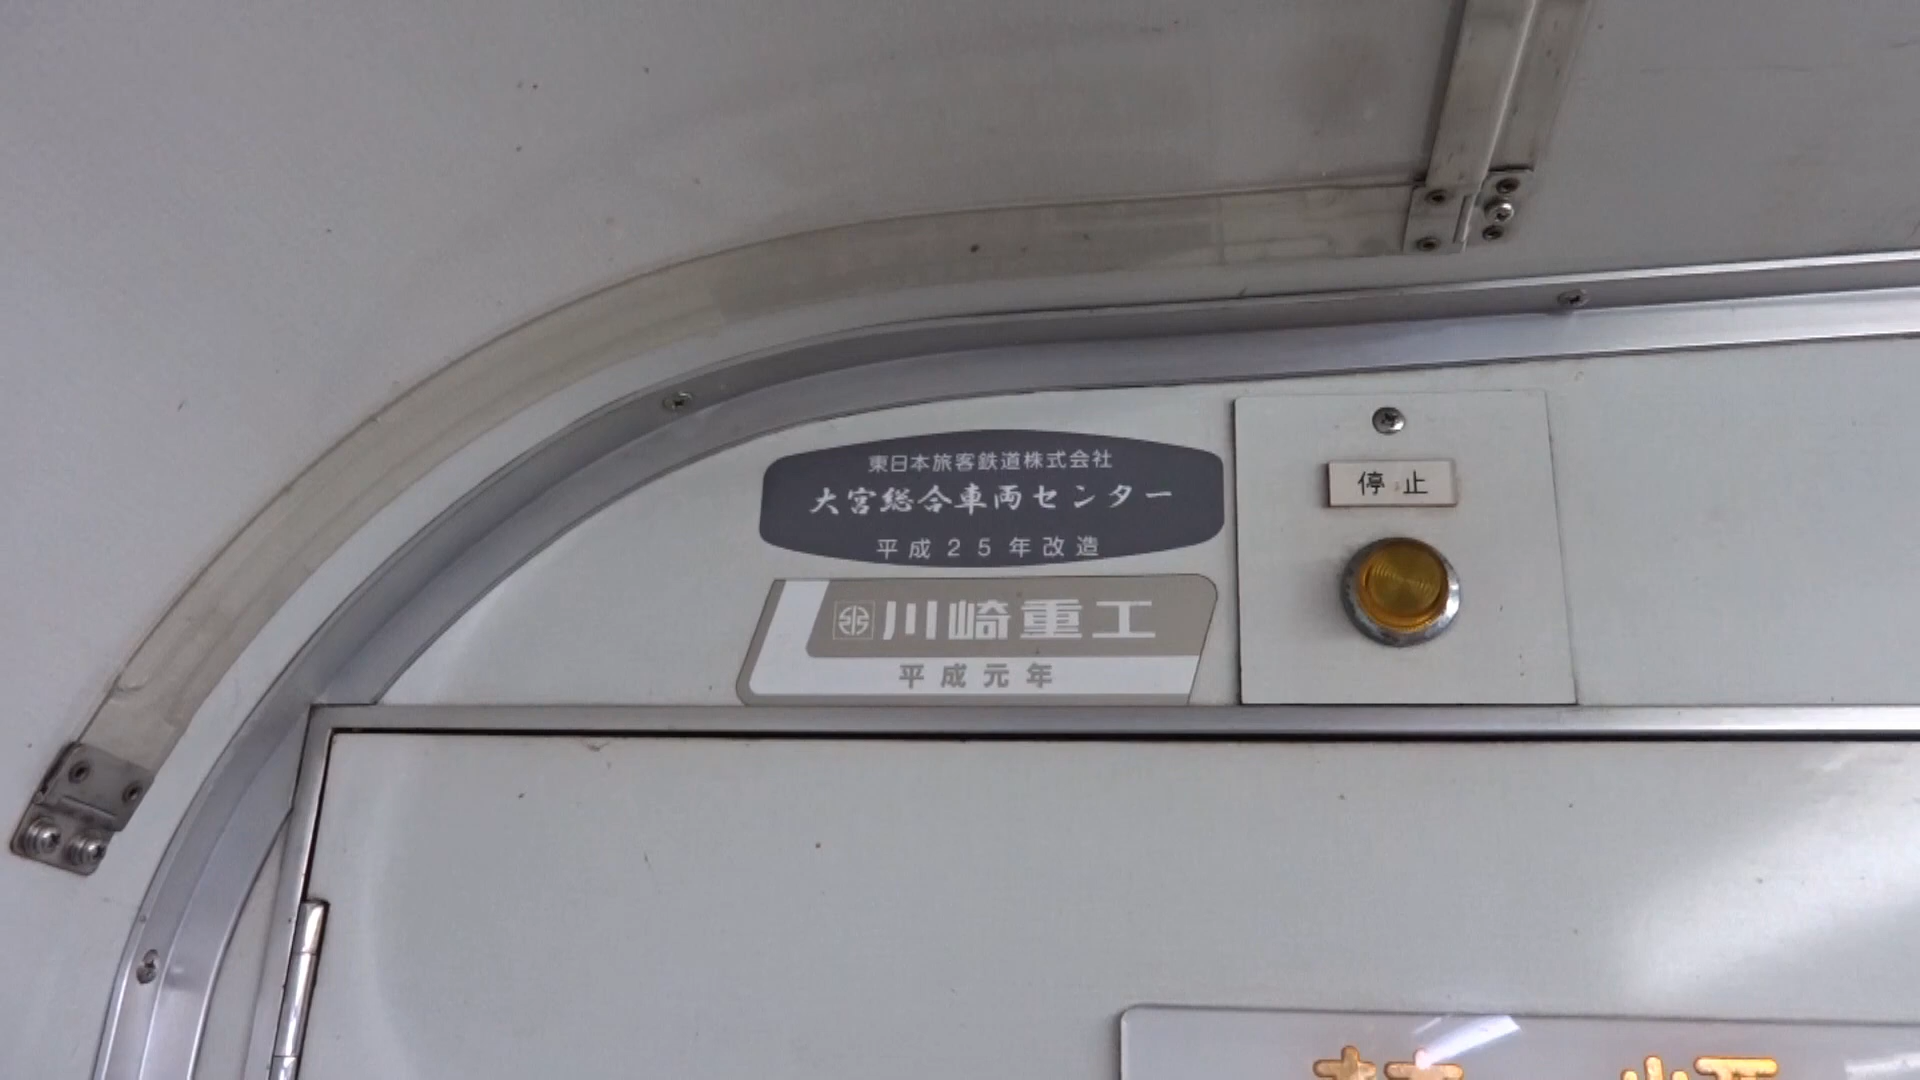 東日本旅客鉄道株式会社
大宮総合車両センター
平成25年改造
川崎重工
平成元年
停止